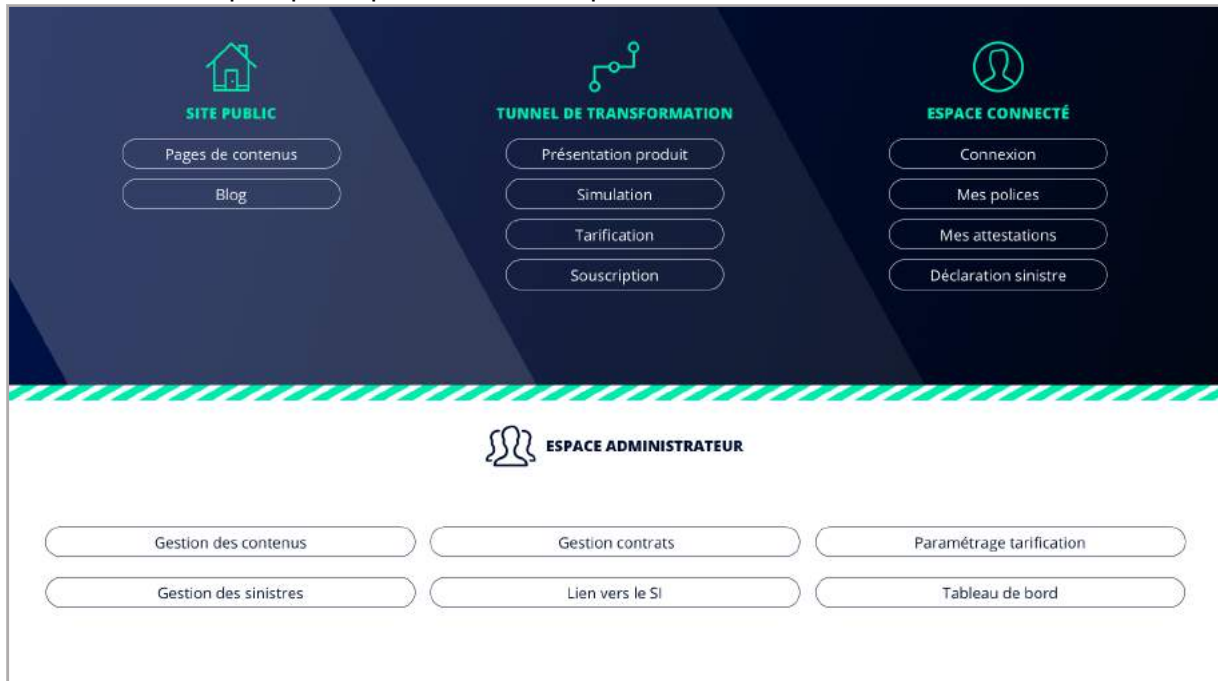 SITE PUBLIC
Pages de contenus
Blog
TUNNEL DE TRANSFORMATION
Présentation produit
Simulation
Tarification
Souscription
ESPACE CONNECTÉ
Connexion
Mes polices
Mes attestations
Déclaration sinistre
ESPACE ADMINISTRATEUR
Gestion des contenus
Gestion contrats
Paramétrage tarification
Gestion des sinistres
Lien vers le SI
Tableau de bord